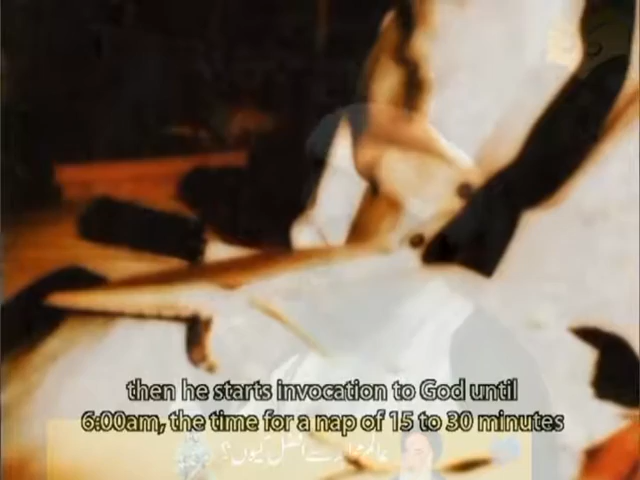 then he starts invocation to God until
6:00am, the time for a nap of 15 to 30 minutes